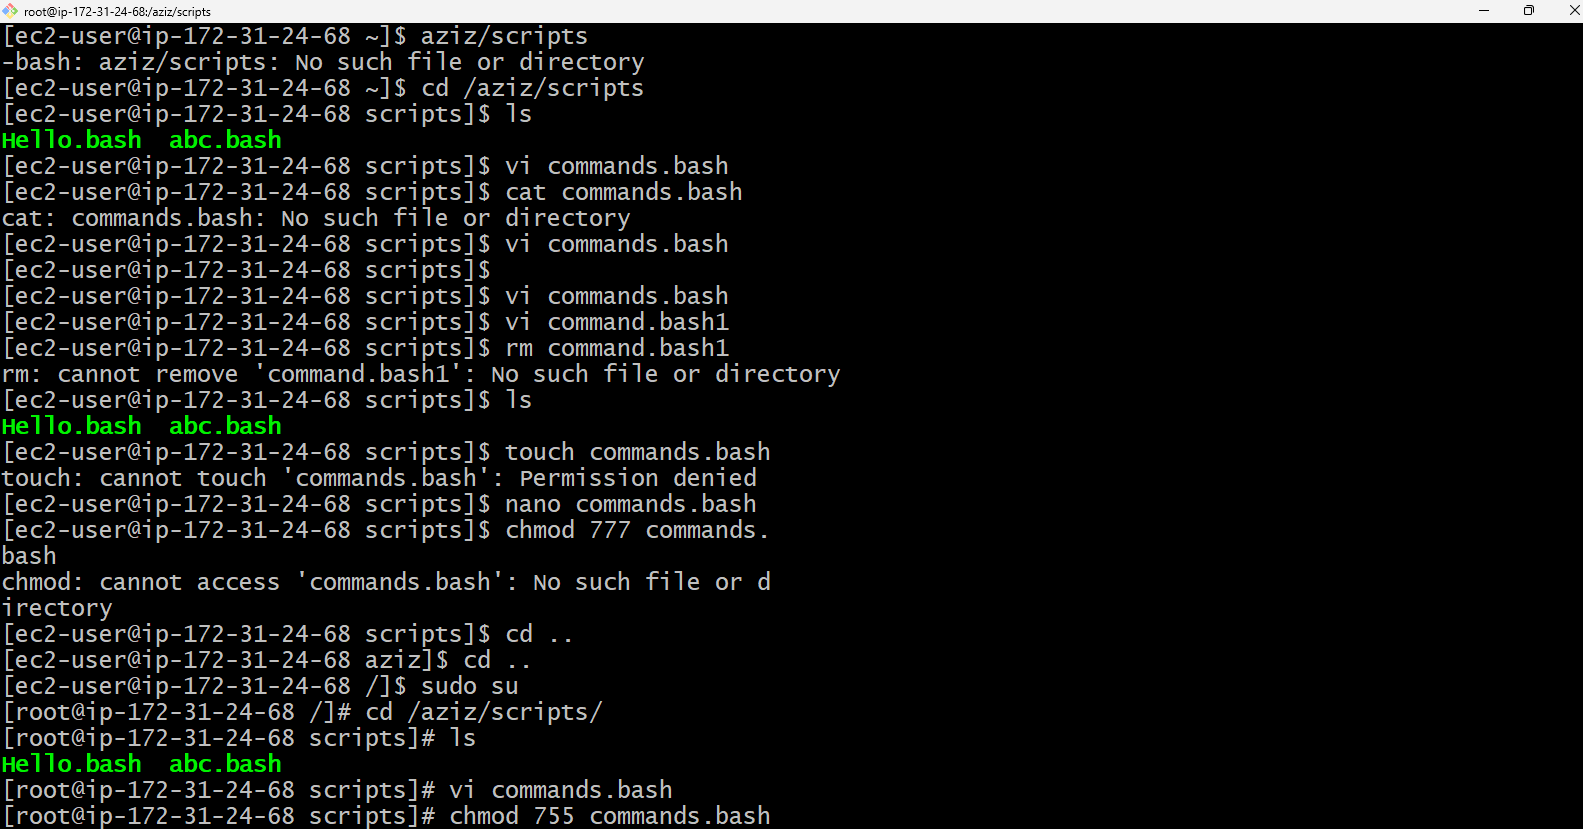 root@ip-172-31-24-68:/aziz/scripts
[ec2-user@ip-172-31-24-68 ~]$ aziz/scripts
-bash: aziz/scripts: No such file or directory
[ec2-user@ip-172-31-24-68 ~]$ cd /aziz/scripts
[ec2-user@ip-172-31-24-68 scripts]$ ls
Hello.bash  abc.bash
[ec2-user@ip-172-31-24-68 scripts]$ vi commands.bash
[ec2-user@ip-172-31-24-68 scripts]$ cat commands.bash
cat: commands.bash: No such file or directory
[ec2-user@ip-172-31-24-68 scripts]$ vi commands.bash
[ec2-user@ip-172-31-24-68 scripts]$
[ec2-user@ip-172-31-24-68 scripts]$ vi commands.bash
[ec2-user@ip-172-31-24-68 scripts]$ vi command.bash1
[ec2-user@ip-172-31-24-68 scripts]$ rm command.bash1
rm: cannot remove 'command.bash1': No such file or directory
[ec2-user@ip-172-31-24-68 scripts]$ ls
Hello.bash  abc.bash
[ec2-user@ip-172-31-24-68 scripts]$ touch commands.bash
touch: cannot touch 'commands.bash': Permission denied
[ec2-user@ip-172-31-24-68 scripts]$ nano commands.bash
[ec2-user@ip-172-31-24-68 scripts]$ chmod 777 commands.
bash
chmod: cannot access 'commands.bash': No such file or d
irectory
[ec2-user@ip-172-31-24-68 scripts]$ cd ..
[ec2-user@ip-172-31-24-68 aziz]$ cd ..
[ec2-user@ip-172-31-24-68 /]$ sudo su
[root@ip-172-31-24-68 /]# cd /aziz/scripts/
[root@ip-172-31-24-68 scripts]# ls
Hello.bash  abc.bash
[root@ip-172-31-24-68 scripts]# vi commands.bash
[root@ip-172-31-24-68 scripts]# chmod 755 commands.bash